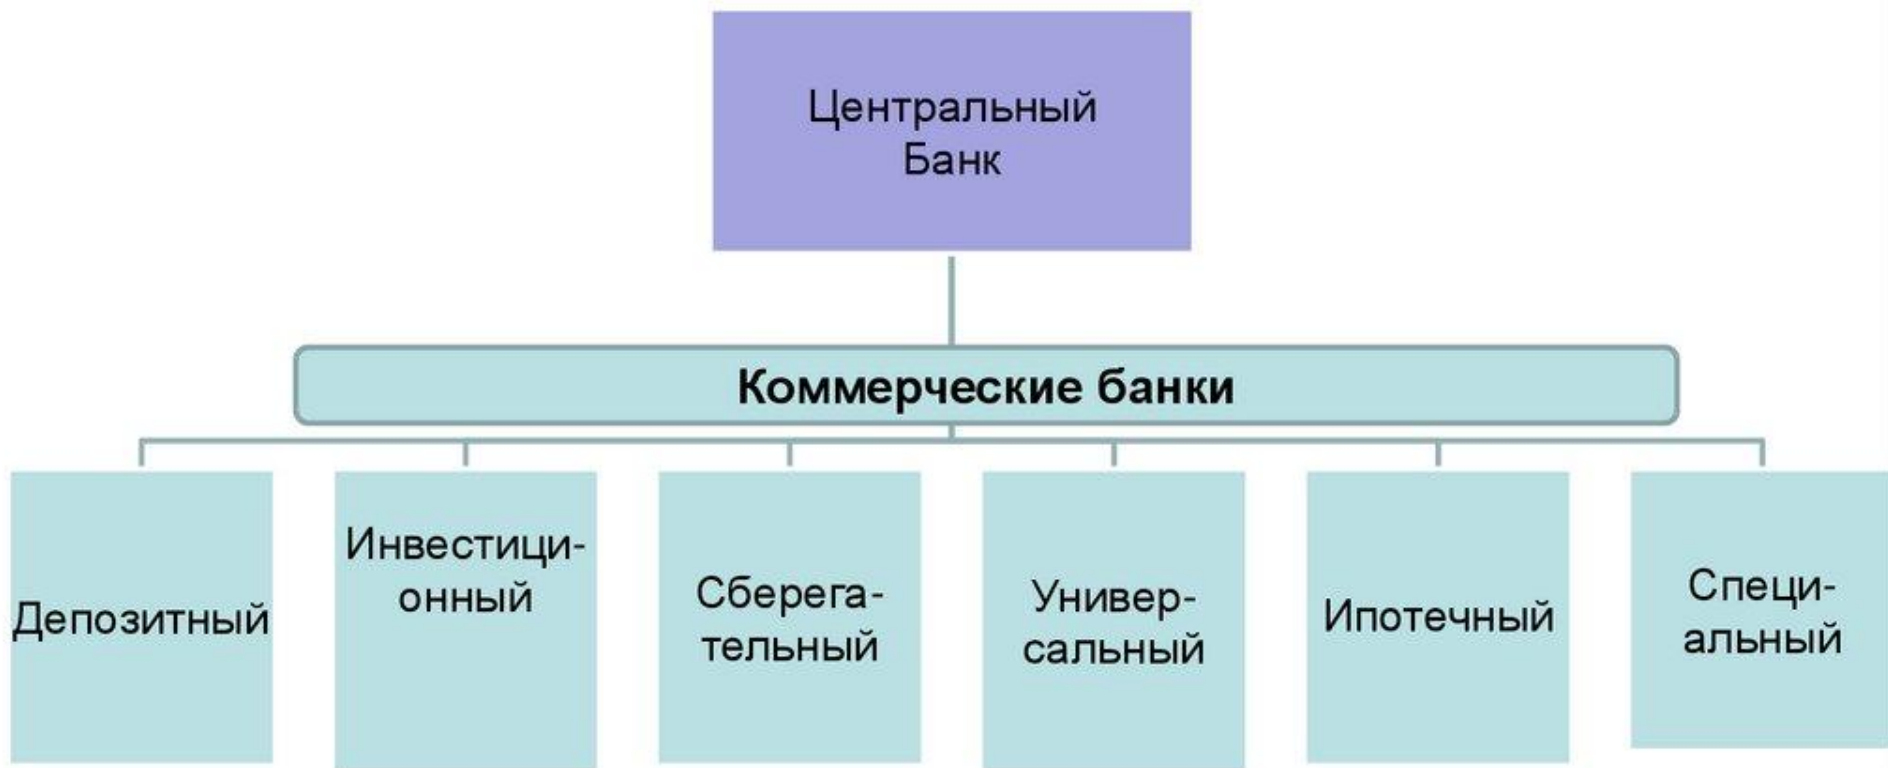 Центральный
Банк
Коммерческие банки
Депозитный
Инвестици-
онный
Сберега-
тельный
Универ-
сальный
Ипотечный
Специ-
альный